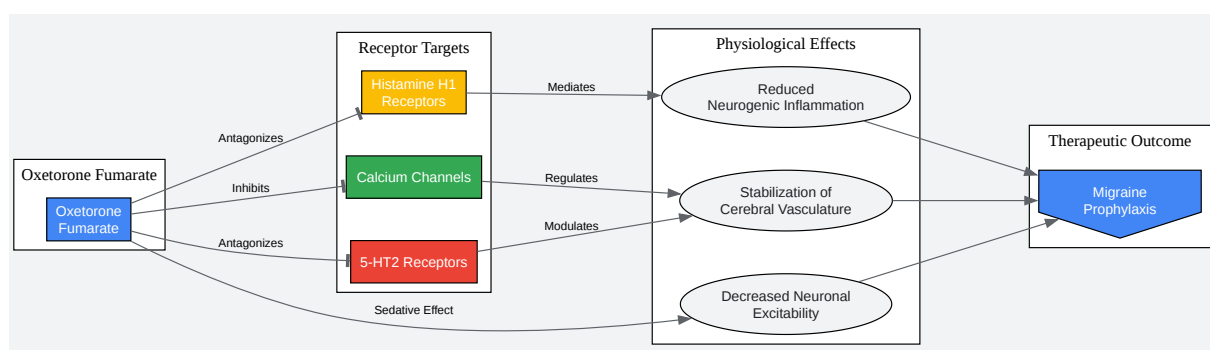 Oxetorone Fumarate
Oxetorone
Fumarate
Antagonizes
Inhibits
Antagonizes
Sedative Effect
Receptor Targets
Histamine H1
Receptors
Calcium Channels
5-HT2 Receptors
Mediates
Regulates
Modulates
Physiological Effects
Reduced
Neurogenic Inflammation
Stabilization of
Cerebral Vasculature
Decreased Neuronal
Excitability
Therapeutic Outcome
Migraine
Prophylaxis